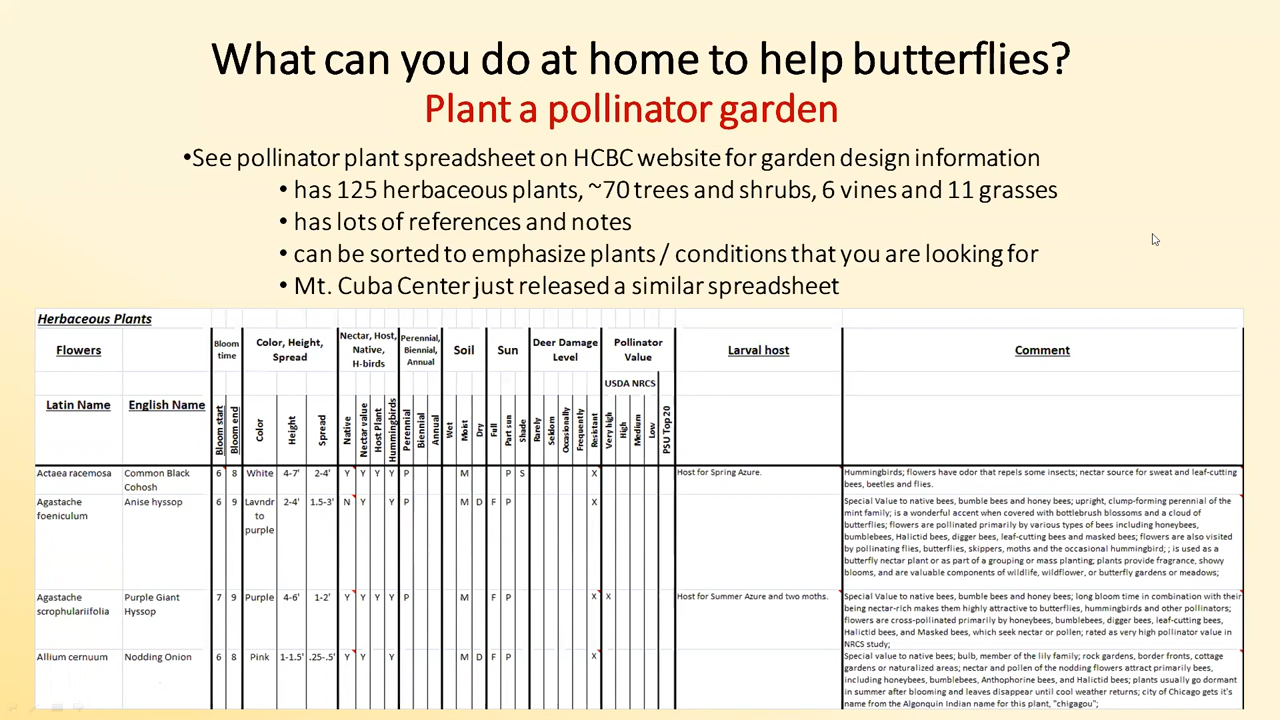 What can you do at home to help butterflies?
Plant a pollinator garden
•See pollinator plant spreadsheet on HCBC website for garden design information
• has 125 herbaceous plants, ~70 trees and shrubs, 6 vines and 11 grasses
• has lots of references and notes
• can be sorted to emphasize plants / conditions that you are looking for
• Mt. Cuba Center just released a similar spreadsheet
Herbaceous Plants
Flowers
Bloom time
Color, Height, Spread
Nectar, Host, Native, H-birds
Perennial, Biennial, Annual
Soil
Sun
Deer Damage Level
Pollinator Value
Larval host
Comment
USDA NRCS
Latin Name
English Name
Bloom start
Bloom end
Color
Height
Spread
Native
Nectar value
Host Plant
Hummingbirds
Perennial
Biennial
Annual
Wet
Moist
Dry
Full
Part sun
Shade
Rarely
Seldom
Occasionally
Frequently
Resistant
Very high
High
Medium
Low
PSU Top 20
Actaea racemosa
Common Black
Cohosh
6 8 White 4-7' 2-4' Y Y Y Y P M P S X
Host for Spring Azure.
Hummingbirds; flowers have odor that repels some insects; nectar source for sweat and leaf-cutting
bees, beetles and flies.
Agastache
foeniculum
Anise hyssop
6 9 Lavndr to purple 2-4' 1.5-3' N Y Y P M D F P X
Special Value to native bees, bumble bees and honey bees; upright, clump-forming perennial of the
mint family; is a wonderful accent when covered with bottlebrush blossoms and a cloud of
butterflies; flowers are pollinated primarily by various types of bees including honeybees,
bumblebees, Halictid bees, digger bees, leaf-cutting bees and masked bees; flowers are also visited
by pollinating flies, butterflies, skippers, moths and the occasional hummingbird; ; is used as a
butterfly nectar plant or as part of a grouping or mass planting; plants provide fragrance, showy
blooms, and are valuable components of wildlife, wildflower, or butterfly gardens or meadows;
Agastache
scrophulariifolia
Purple Giant
Hyssop
7 9 Purple 4-6' 1-2' Y Y Y Y P M F P X X
Host for Summer Azure and two moths.
Special Value to native bees, bumble bees and honey bees; long bloom time in combination with their
being nectar-rich makes them highly attractive to butterflies, hummingbirds and other pollinators;
flowers are cross-pollinated primarily by honeybees, bumblebees, digger bees, leaf-cutting bees,
Halictid bees, and Masked bees, which seek nectar or pollen; rated as very high pollinator value in
NRCS study;
Allium cernuum
Nodding Onion
6 8 Pink 1-1.5' .25-.5' Y Y Y M D F P X
Special value to native bees; bulb, member of the lily family; rock gardens, border fronts, cottage
gardens or naturalized areas; nectar and pollen of the nodding flowers attract primarily bees,
including honeybees, bumblebees, Anthophorine bees, and Halictid bees; plants usually go dormant
in summer after blooming and leaves disappear until cool weather returns; city of Chicago gets it's
name from the Algonquin Indian name for this plant, "chigagou";